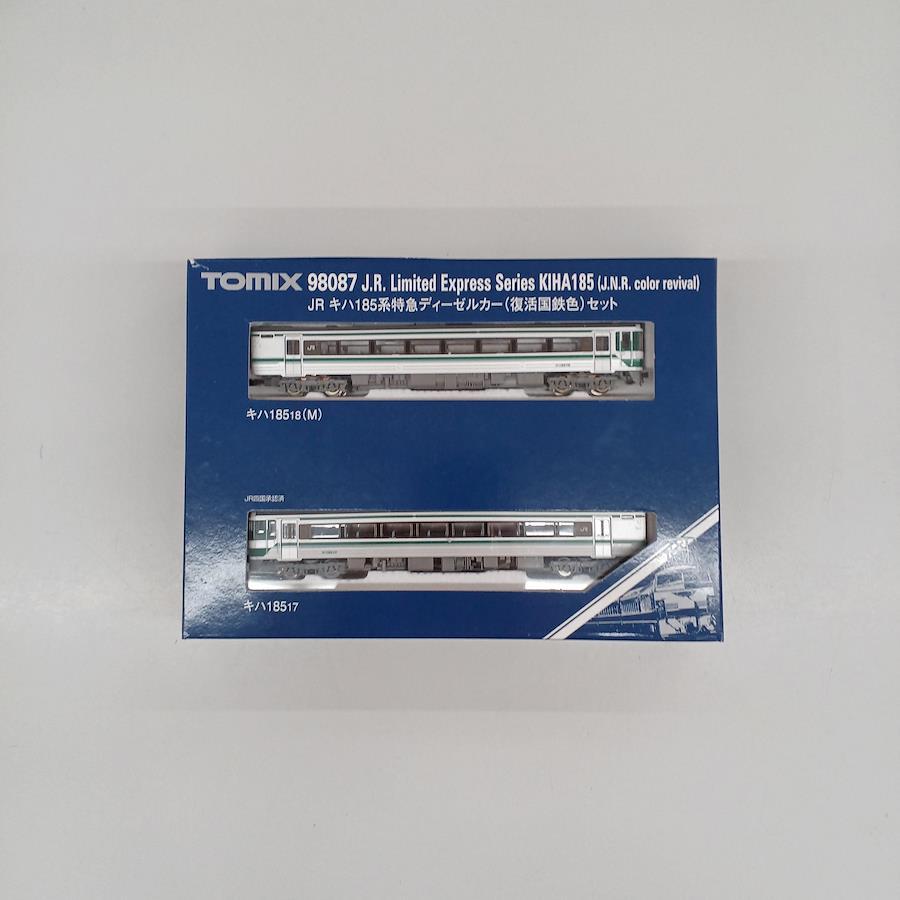 TOMIX 98087 J.R. Limited Express Series KIHA185 (J.N.R. color revival)
JR キハ185系特急ディーゼルカー(復活国鉄色)セット
キハ18518(M)
JR四国承認済
キハ18517